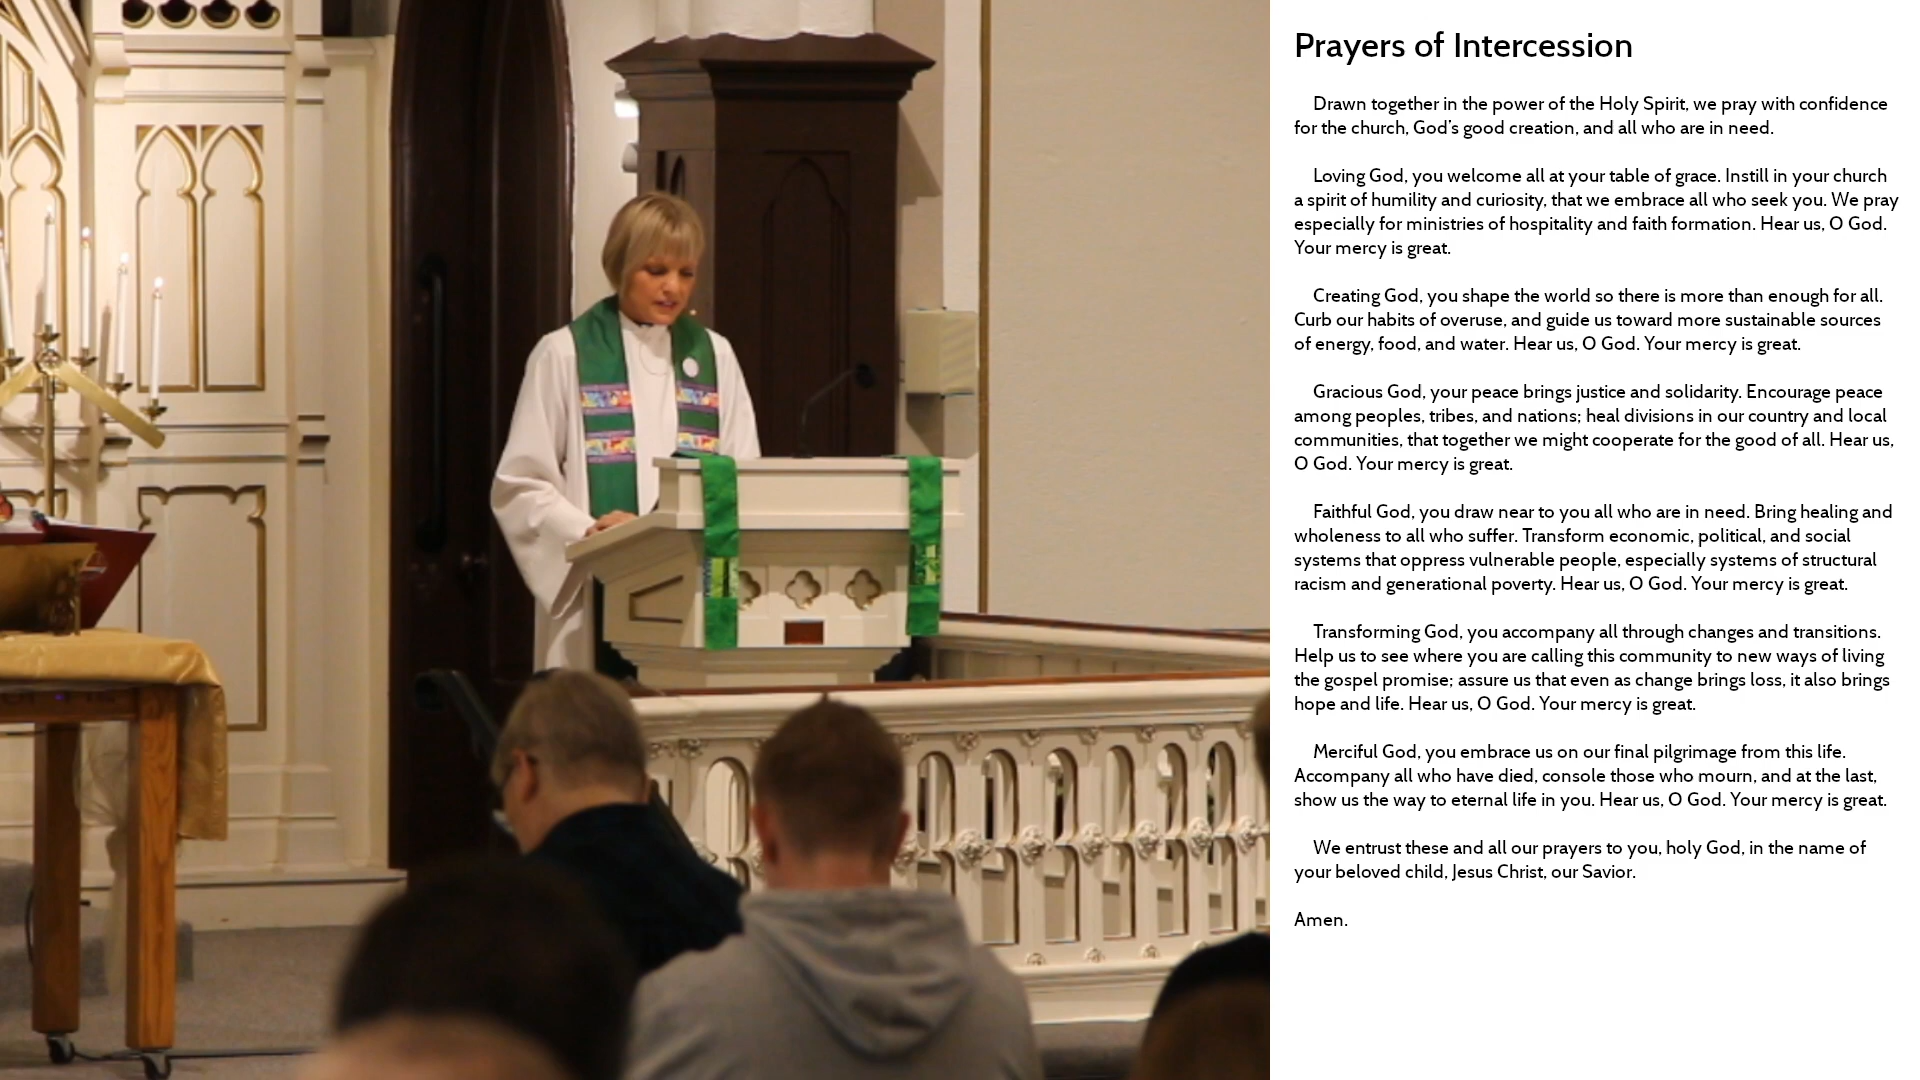 Prayers of Intercession
Drawn together in the power of the Holy Spirit, we pray with confidence
for the church, God’s good creation, and all who are in need.
Loving God, you welcome all at your table of grace. Instill in your church
a spirit of humility and curiosity, that we embrace all who seek you. We pray
especially for ministries of hospitality and faith formation. Hear us, O God.
Your mercy is great.
Creating God, you shape the world so there is more than enough for all.
Curb our habits of overuse, and guide us toward more sustainable sources
of energy, food, and water. Hear us, O God. Your mercy is great.
Gracious God, your peace brings justice and solidarity. Encourage peace
among peoples, tribes, and nations; heal divisions in our country and local
communities, that together we might cooperate for the good of all. Hear us,
O God. Your mercy is great.
Faithful God, you draw near to you all who are in need. Bring healing and
wholeness to all who suffer. Transform economic, political, and social
systems that oppress vulnerable people, especially systems of structural
racism and generational poverty. Hear us, O God. Your mercy is great.
Transforming God, you accompany all through changes and transitions.
Help us to see where you are calling this community to new ways of living
the gospel promise; assure us that even as change brings loss, it also brings
hope and life. Hear us, O God. Your mercy is great.
Merciful God, you embrace us on our final pilgrimage from this life.
Accompany all who have died, console those who mourn, and at the last,
show us the way to eternal life in you. Hear us, O God. Your mercy is great.
We entrust these and all our prayers to you, holy God, in the name of
your beloved child, Jesus Christ, our Savior.
Amen.